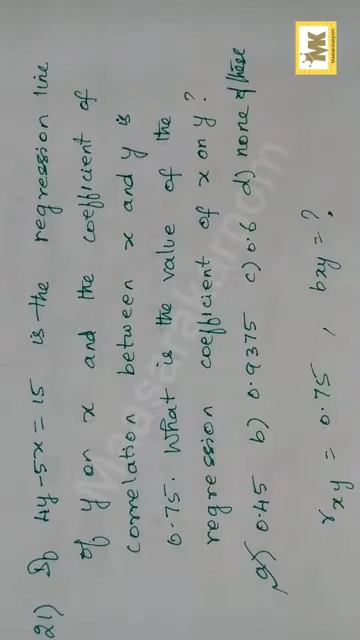 21) If 4y-5x=15 is the regression line
of y on x and the coefficient of
correlation between x and y is
0.75. What is the value of the
regression coefficient of x on y?
a) 0.45 b) 0.9375 c) 0.6 d) none of these
rxy = 0.75, bxy = ?
MK
Maasarakurnom